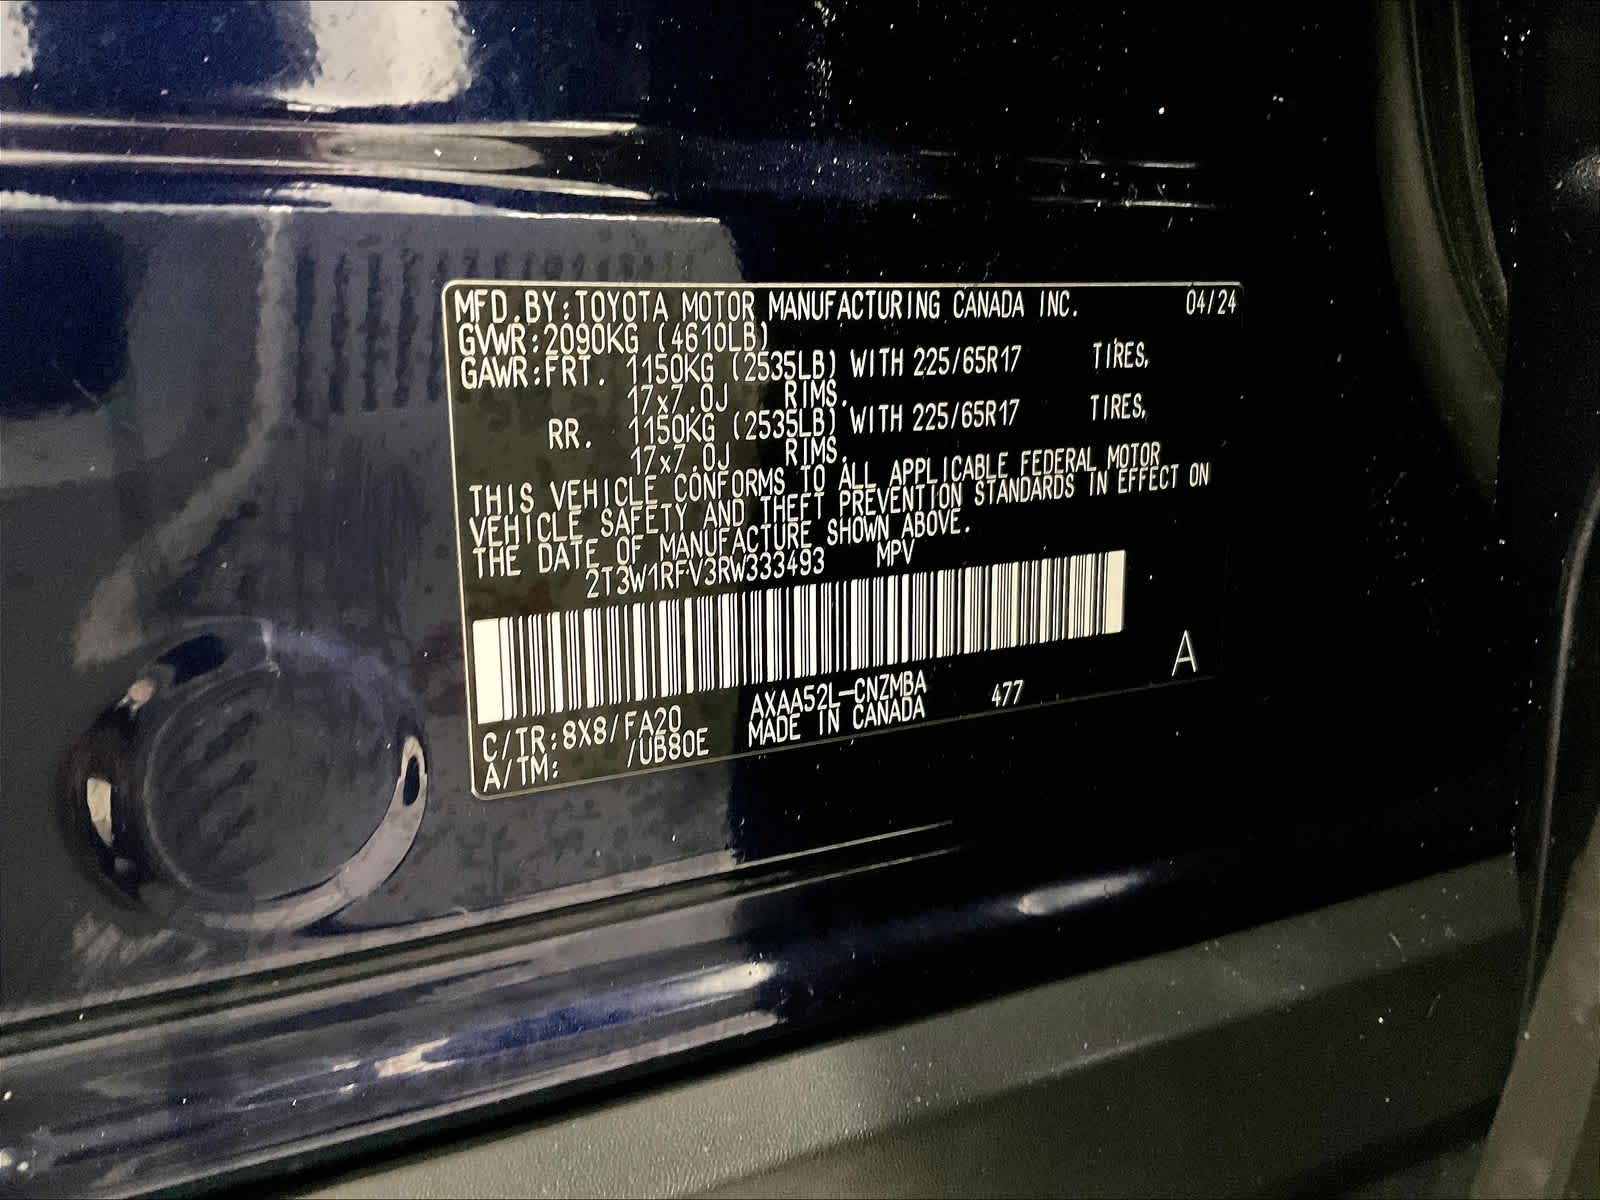 MFD.BY:TOYOTA MOTOR MANUFACTURING CANADA INC. 04/24
GVWR:2090KG (4610LB)
GAWR:FRT. 1150KG (2535LB) WITH 225/65R17 TIRES,
17x7.0J RIMS.
RR. 1150KG (2535LB) WITH 225/65R17 TIRES,
17x7.0J RIMS.
THIS VEHICLE CONFORMS TO ALL APPLICABLE FEDERAL MOTOR
VEHICLE SAFETY AND THEFT PREVENTION STANDARDS IN EFFECT ON
THE DATE OF MANUFACTURE SHOWN ABOVE.
2T3W1RFV3RW333493 MPV
A
C/TR:8X8/FA20 AXAA52L-CNZMBA 477
A/TM: /UB80E MADE IN CANADA